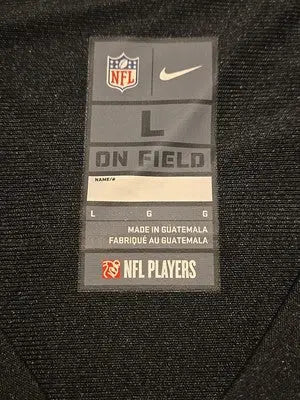 NFL
L
ON FIELD
NAME/#
L G G
MADE IN GUATEMALA
FABRIQUÉ AU GUATEMALA
NFL PLAYERS